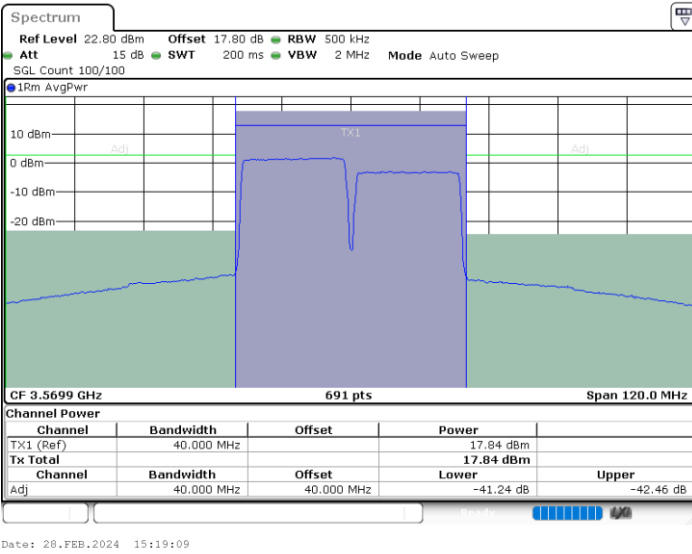 Spectrum
Ref Level 22.80 dBm Offset 17.80 dB RBW 500 kHz
Att 15 dB SWT 200 ms VBW 2 MHz Mode Auto Sweep
SGL Count 100/100
1Rm AvgPwr
10 dBm
TX1
Adj
Adj
0 dBm
-10 dBm
-20 dBm
CF 3.5699 GHz 691 pts Span 120.0 MHz
Channel Power
Channel Bandwidth Offset Power
TX1 (Ref) 40.000 MHz 17.84 dBm
Tx Total 17.84 dBm
Channel Bandwidth Offset Lower Upper
Adj 40.000 MHz 40.000 MHz -41.24 dB -42.46 dB
Ready
Date: 28.FEB.2024 15:19:09